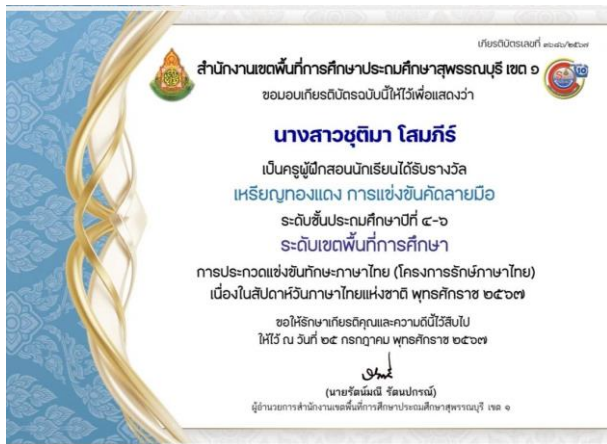 เกียรติบัตรเลขที่ ๓๖๘๖/๒๕๖๗
สำนักงานเขตพื้นที่การศึกษาประถมศึกษาสุพรรณบุรี เขต ๑
ขอมอบเกียรติบัตรฉบับนี้ให้ไว้เพื่อแสดงว่า
นางสาวชุติมา โสมภีร์
เป็นครูผู้ฝึกสอนนักเรียนได้รับรางวัล
เหรียญทองแดง การแข่งขันคัดลายมือ
ระดับชั้นประถมศึกษาปีที่ ๔-๖
ระดับเขตพื้นที่การศึกษา
การประกวดแข่งขันทักษะภาษาไทย (โครงการรักษ์ภาษาไทย)
เนื่องในสัปดาห์วันภาษาไทยแห่งชาติ พุทธศักราช ๒๕๖๗
ขอให้รักษาเกียรติคุณและความดีนี้ไว้สืบไป
ให้ไว้ ณ วันที่ ๒๕ กรกฎาคม พุทธศักราช ๒๕๖๗
(นายรัตน์มณี รัตนปกรณ์)
ผู้อำนวยการสำนักงานเขตพื้นที่การศึกษาประถมศึกษาสุพรรณบุรี เขต ๑